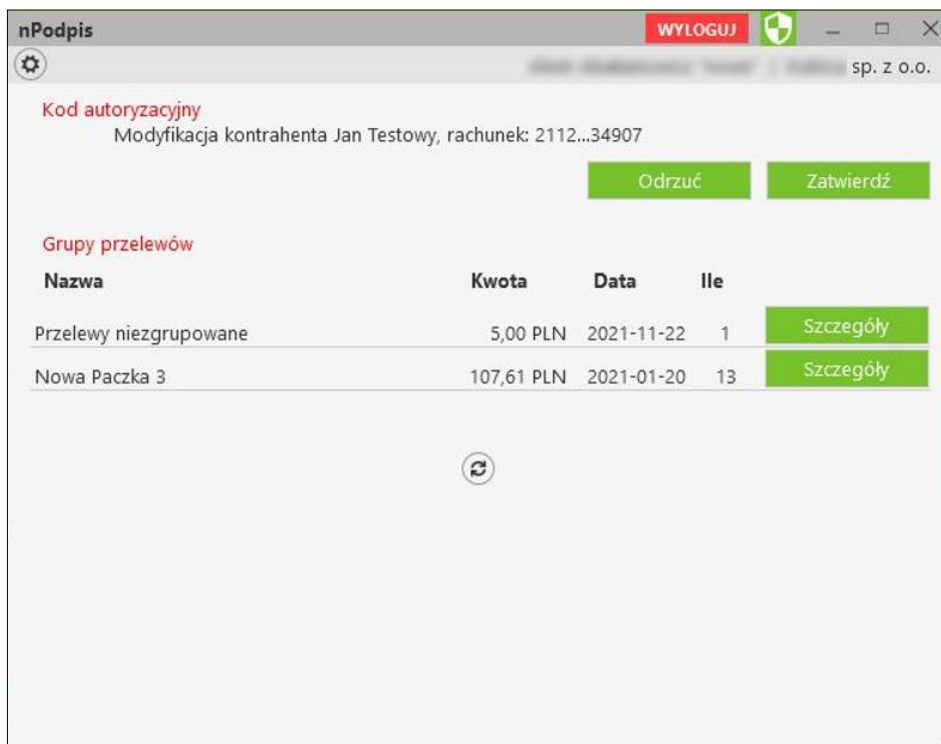 nPodpis WYLOGUJ
sp. z o.o.
Kod autoryzacyjny
Modyfikacja kontrahenta Jan Testowy, rachunek: 2112...34907
Odrzuć Zatwierdź
Grupy przelewów
Nazwa Kwota Data Ile
Przelewy niezgrupowane 5,00 PLN 2021-11-22 1 Szczegóły
Nowa Paczka 3 107,61 PLN 2021-01-20 13 Szczegóły